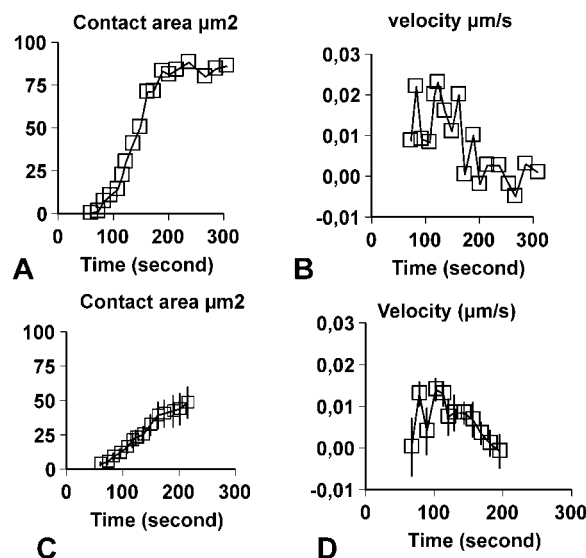 Contact area µm2
100
75
50
25
0
0 100 200 300
Time (second)
A
velocity µm/s
0,03
0,02
0,01
0,00
-0,01
0 100 200 300
Time (second)
B
Contact area µm2
100
75
50
25
0
0 100 200 300
Time (second)
C
Velocity (µm/s)
0,03
0,02
0,01
0,00
-0,01
0 100 200 300
Time (second)
D